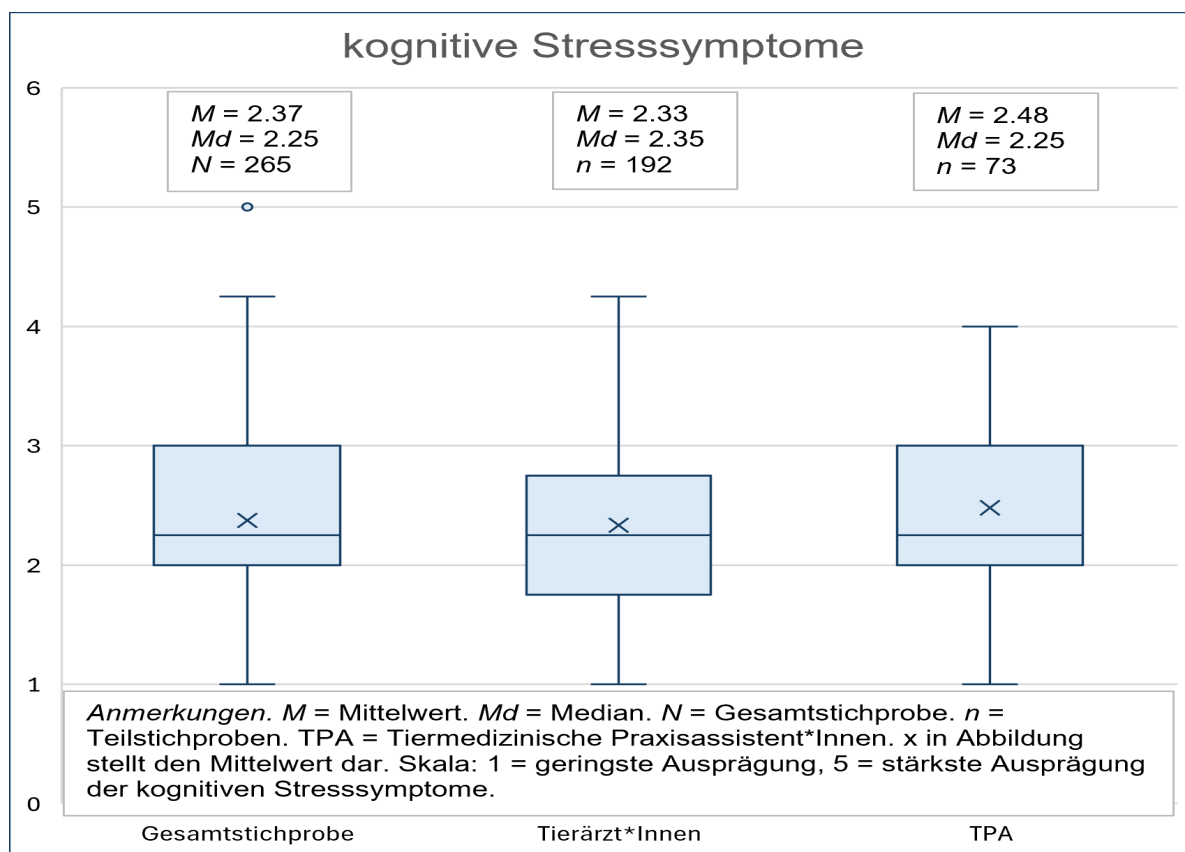 kognitive Stresssymptome
6
M = 2.37
Md = 2.25
N = 265
M = 2.33
Md = 2.35
n = 192
M = 2.48
Md = 2.25
n = 73
5
4
3
2
1
Anmerkungen. M = Mittelwert. Md = Median. N = Gesamtstichprobe. n =
Teilstichproben. TPA = Tiermedizinische Praxisassistent*Innen. x in Abbildung
stellt den Mittelwert dar. Skala: 1 = geringste Ausprägung, 5 = stärkste Ausprägung
der kognitiven Stresssymptome.
0
Gesamtstichprobe
Tierärzt*Innen
TPA